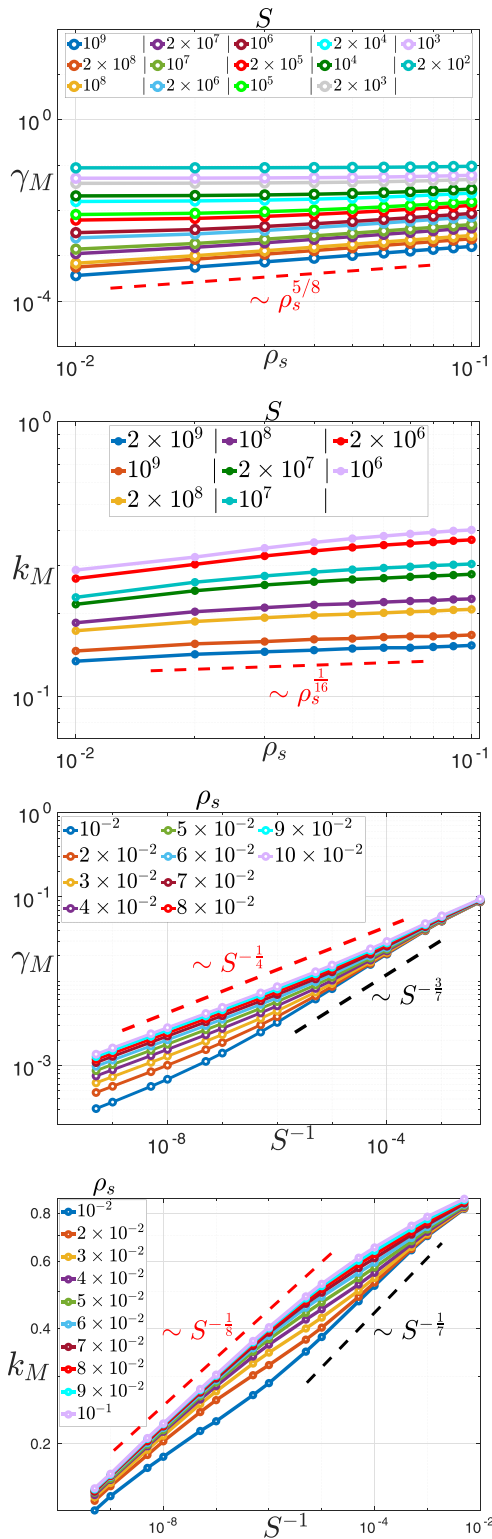 S
10^9 | 2 × 10^7 | 10^6 | 2 × 10^4 | 10^3
2 × 10^8 | 10^7 | 2 × 10^5 | 10^4 | 2 × 10^2
10^8 | 2 × 10^6 | 10^5 | 2 × 10^3 |
10^0
γ_M
10^-4
∼ ρ_s^{5/8}
10^-2 ρ_s 10^-1
S
10^0
2 × 10^9 | 10^8 | 2 × 10^6
10^9 | 2 × 10^7 | 10^6
2 × 10^8 | 10^7 |
k_M
10^-1
∼ ρ_s^{1/16}
10^-2 ρ_s 10^-1
ρ_s
10^0
10^-2 5 × 10^-2 9 × 10^-2
2 × 10^-2 6 × 10^-2 10 × 10^-2
3 × 10^-2 7 × 10^-2
4 × 10^-2 8 × 10^-2
10^-1
γ_M
∼ S^{-1/4}
∼ S^{-3/7}
10^-3
10^-8 S^-1 10^-4
ρ_s
10^-2
2 × 10^-2
3 × 10^-2
4 × 10^-2
5 × 10^-2
6 × 10^-2
7 × 10^-2
8 × 10^-2
9 × 10^-2
10^-1
0.8
0.6
0.4
0.2
k_M
∼ S^{-1/8}
∼ S^{-1/7}
10^-8 10^-6 S^-1 10^-4 10^-2